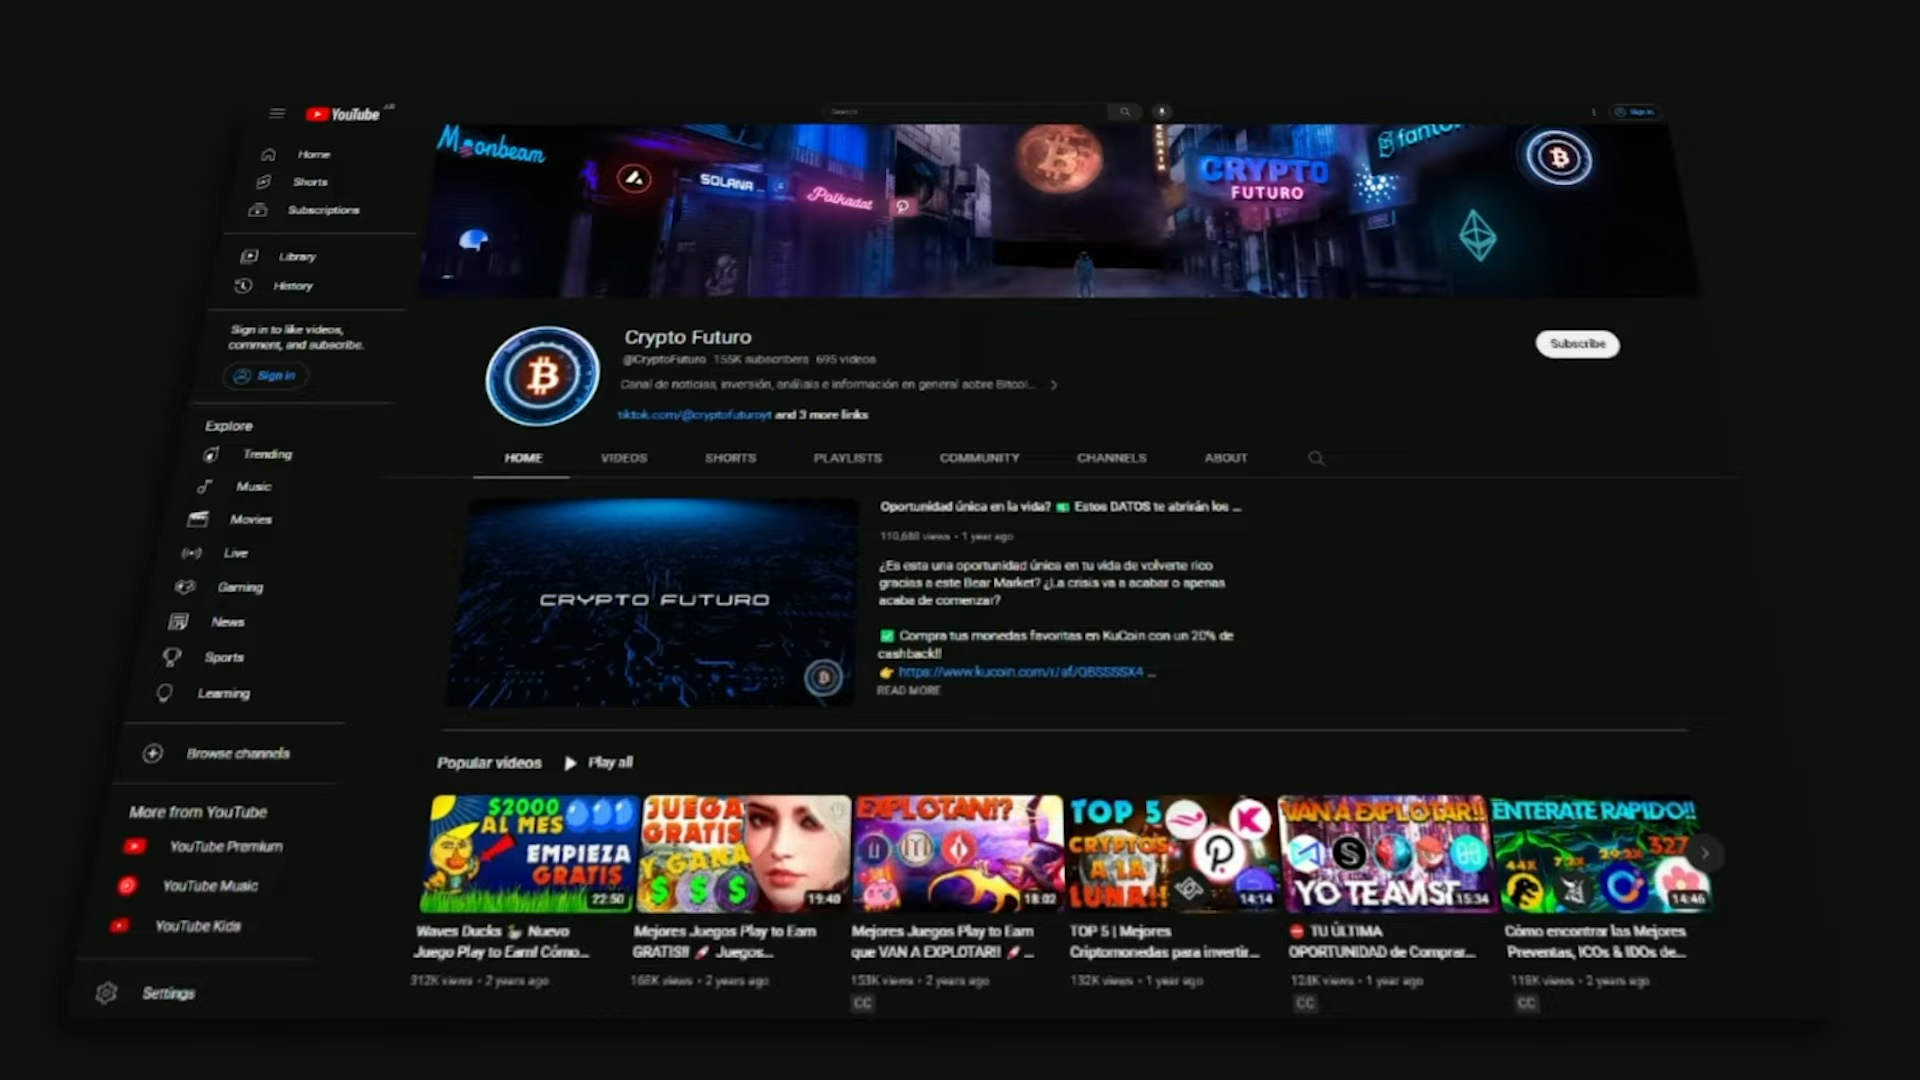 YouTube AR
Search
Sign in
Home
Shorts
Subscriptions
Library
History
Sign in to like videos,
comment, and subscribe.
Sign in
Explore
Trending
Music
Movies
Live
Gaming
News
Sports
Learning
Browse channels
More from YouTube
YouTube Premium
YouTube Music
YouTube Kids
Settings
Moonbeam
SOLANA
Polkadot
CRYPTO
FUTURO
Crypto Futuro
@CryptoFuturo 155K subscribers 695 videos
Canal de noticias, inversión, análisis e información en general sobre Bitcoi...
tiktok.com/@cryptofuturoyt and 3 more links
Subscribe
HOME VIDEOS SHORTS PLAYLISTS COMMUNITY CHANNELS ABOUT
CRYPTO FUTURO
Oportunidad única en la vida? 💵 Estos DATOS te abrirán los ...
110,688 views • 1 year ago
¿Es esta una oportunidad única en tu vida de volverte rico
gracias a este Bear Market? ¿La crisis va a acabar o apenas
acaba de comenzar?
✅ Compra tus monedas favoritas en KuCoin con un 20% de
cashback!!
👉 https://www.kucoin.com/r/af/QBSSSSX4 ...
READ MORE
Popular videos ▶ Play all
$2000
AL MES
EMPIEZA
GRATIS
22:50
Waves Ducks 🦆 Nuevo
Juego Play to Earn! Cómo...
312K views • 2 years ago
JUEGA
GRATIS
Y GANA
19:40
Mejores Juegos Play to Earn
GRATIS!! 🚀 Juegos...
168K views • 2 years ago
EXPLOTAN!?
18:02
Mejores Juegos Play to Earn
que VAN A EXPLOTAR!! 🚀 ...
153K views • 2 years ago
CC
TOP 5
CRYPTOS
A LA
LUNA!!
14:14
TOP 5 | Mejores
Criptomonedas para invertir...
132K views • 1 year ago
VAN A EXPLOTAR!!
YO TE AVISÉ
15:34
⛔ TU ÚLTIMA
OPORTUNIDAD de Comprar...
1 year ago
CC
ENTERATE RAPIDO!!
44X
327
14:46
Cómo encontrar las Mejores
Preventas, ICOs & IDOs de...
118K views • 2 years ago
CC